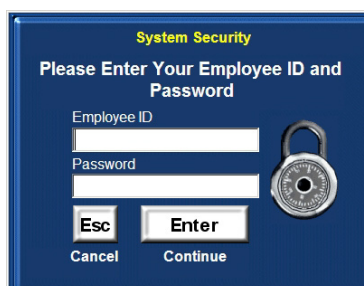 System Security
Please Enter Your Employee ID and
Password
Employee ID
Password
Esc Enter
Cancel Continue